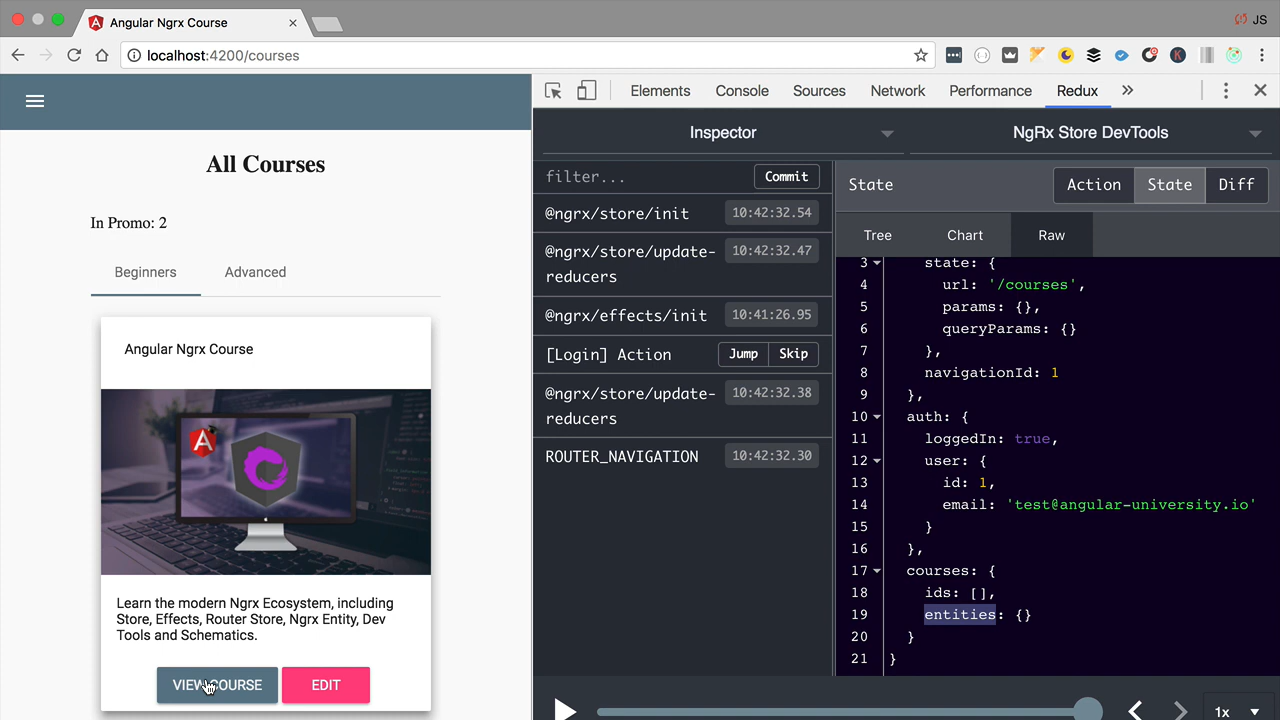 Angular Ngrx Course
JS
localhost:4200/courses
Elements Console Sources Network Performance Redux
All Courses
In Promo: 2
Beginners Advanced
Angular Ngrx Course
Learn the modern Ngrx Ecosystem, including
Store, Effects, Router Store, Ngrx Entity, Dev
Tools and Schematics.
VIEW COURSE EDIT
Inspector NgRx Store DevTools
filter... Commit
@ngrx/store/init 10:42:32.54
@ngrx/store/update- 10:42:32.47
reducers
@ngrx/effects/init 10:41:26.95
[Login] Action Jump Skip
@ngrx/store/update- 10:42:32.38
reducers
ROUTER_NAVIGATION 10:42:32.30
State Action State Diff
Tree Chart Raw
3 state: {
4 url: '/courses',
5 params: {},
6 queryParams: {}
7 },
8 navigationId: 1
9 },
10 auth: {
11 loggedIn: true,
12 user: {
13 id: 1,
14 email: 'test@angular-university.io'
15 }
16 },
17 courses: {
18 ids: [],
19 entities: {}
20 }
21 }
1x